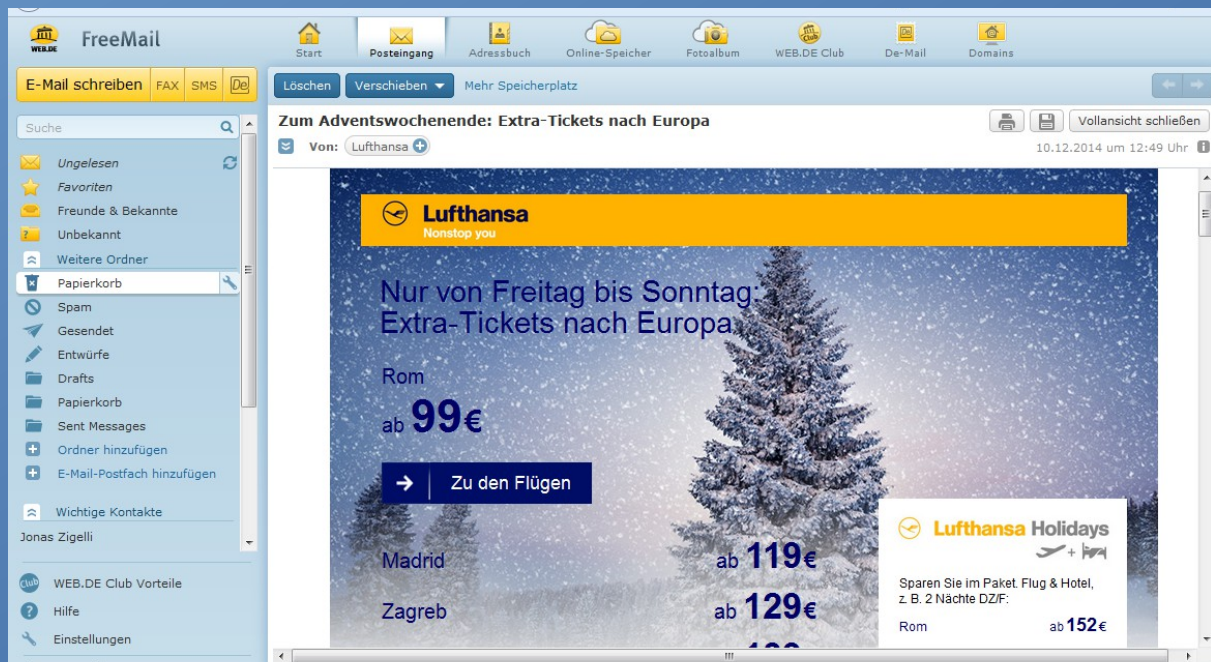 WEB.DE
FreeMail
Start
Posteingang
Adressbuch
Online-Speicher
Fotoalbum
WEB.DE Club
De-Mail
Domains
E-Mail schreiben FAX SMS De
Löschen Verschieben Mehr Speicherplatz
Suche
Ungelesen
Favoriten
Freunde & Bekannte
Unbekannt
Weitere Ordner
Papierkorb
Spam
Gesendet
Entwürfe
Drafts
Papierkorb
Sent Messages
Ordner hinzufügen
E-Mail-Postfach hinzufügen
Wichtige Kontakte
Jonas Zigelli
Club WEB.DE Club Vorteile
Hilfe
Einstellungen
Zum Adventswochenende: Extra-Tickets nach Europa
Vollansicht schließen
Von: Lufthansa
10.12.2014 um 12:49 Uhr
Lufthansa
Nonstop you
Nur von Freitag bis Sonntag:
Extra-Tickets nach Europa
Rom
ab 99€
Zu den Flügen
Madrid ab 119€
Zagreb ab 129€
Lufthansa Holidays
Sparen Sie im Paket. Flug & Hotel,
z. B. 2 Nächte DZ/F:
Rom ab 152€